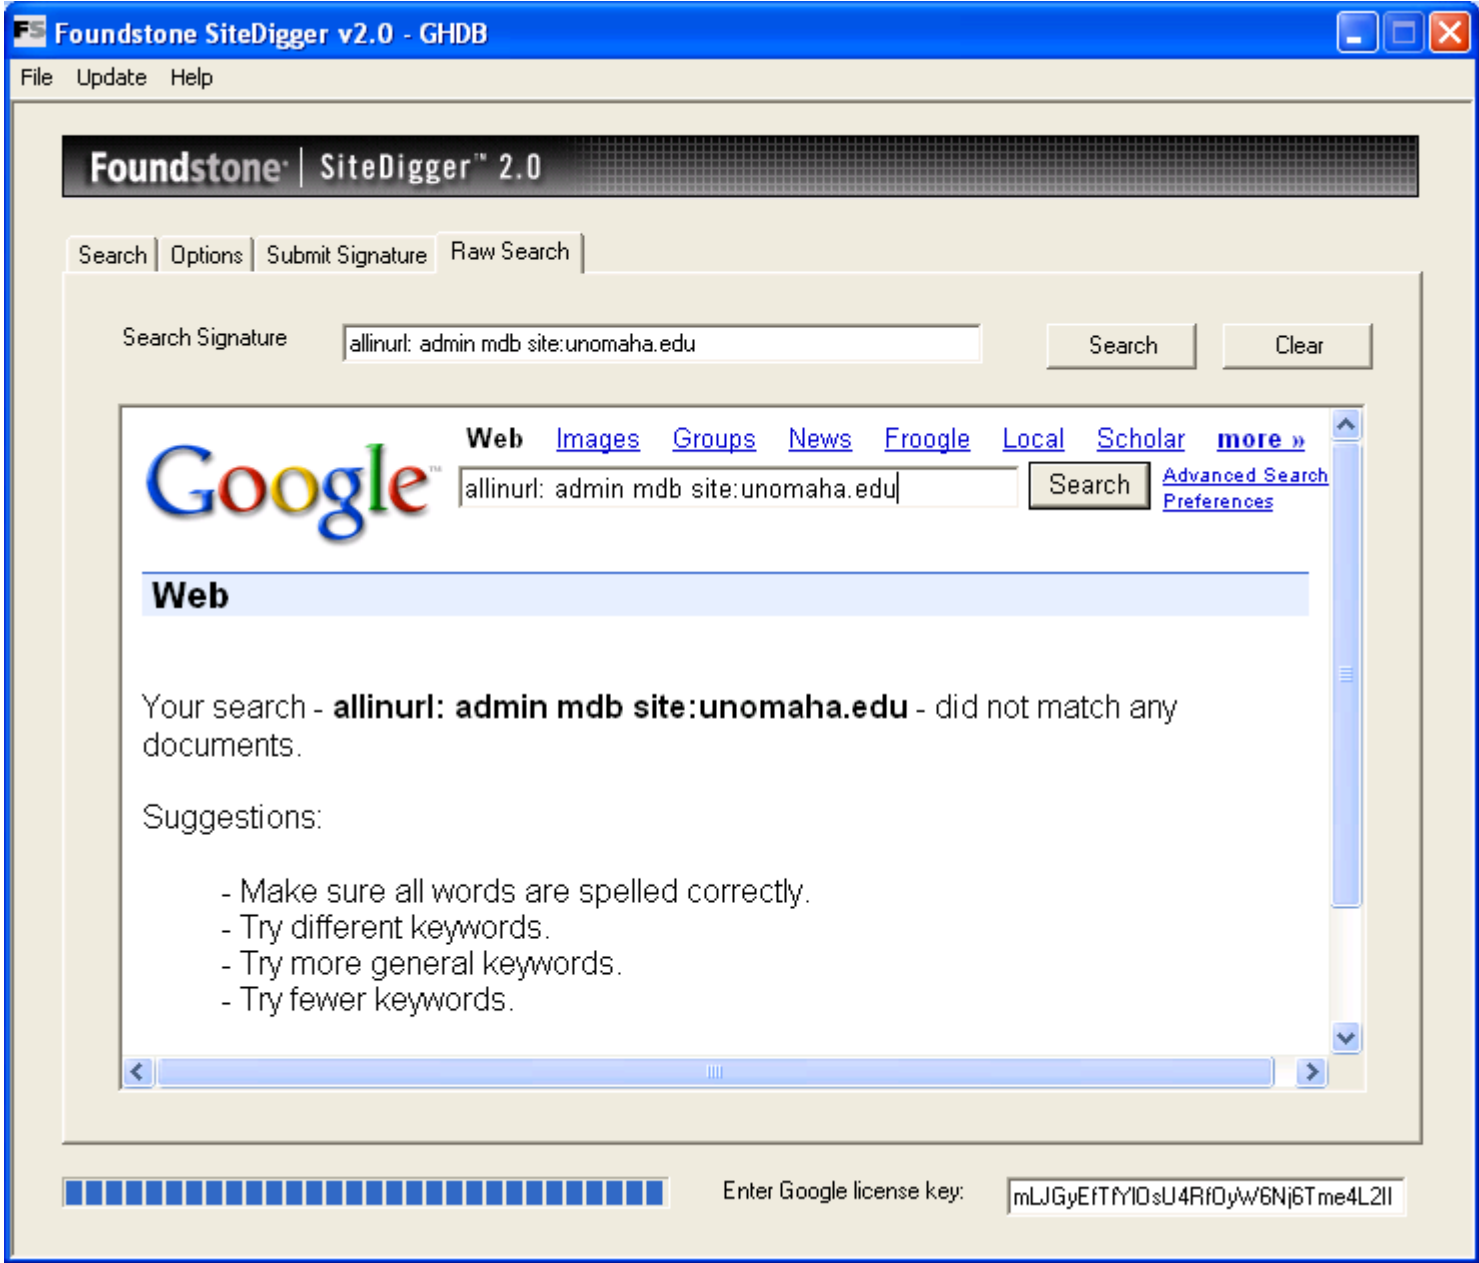 FS Foundstone SiteDigger v2.0 - GHDB
File Update Help
Foundstone | SiteDigger™ 2.0
Search Options Submit Signature Raw Search
Search Signature allinurl: admin mdb site:unomaha.edu Search Clear
Web Images Groups News Froogle Local Scholar more »
Google™ allinurl: admin mdb site:unomaha.edu Search Advanced Search
Preferences
Web
Your search - allinurl: admin mdb site:unomaha.edu - did not match any
documents.
Suggestions:
- Make sure all words are spelled correctly.
- Try different keywords.
- Try more general keywords.
- Try fewer keywords.
Enter Google license key: